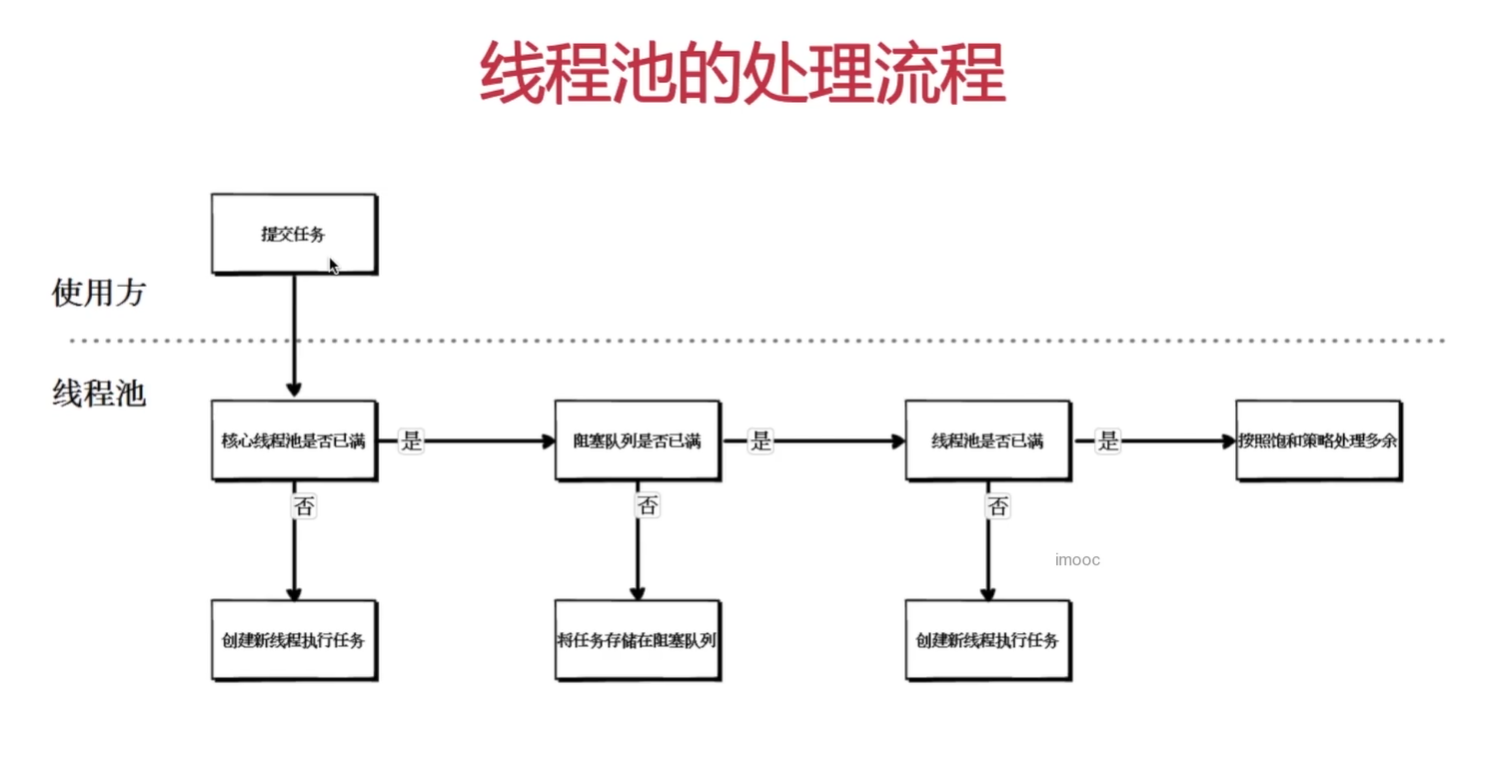 线程池的处理流程
提交任务
使用方
线程池
核心线程池是否已满
是
阻塞队列是否已满
是
线程池是否已满
是
按照饱和策略处理多余
否
否
否
imooc
创建新线程执行任务
将任务存储在阻塞队列
创建新线程执行任务